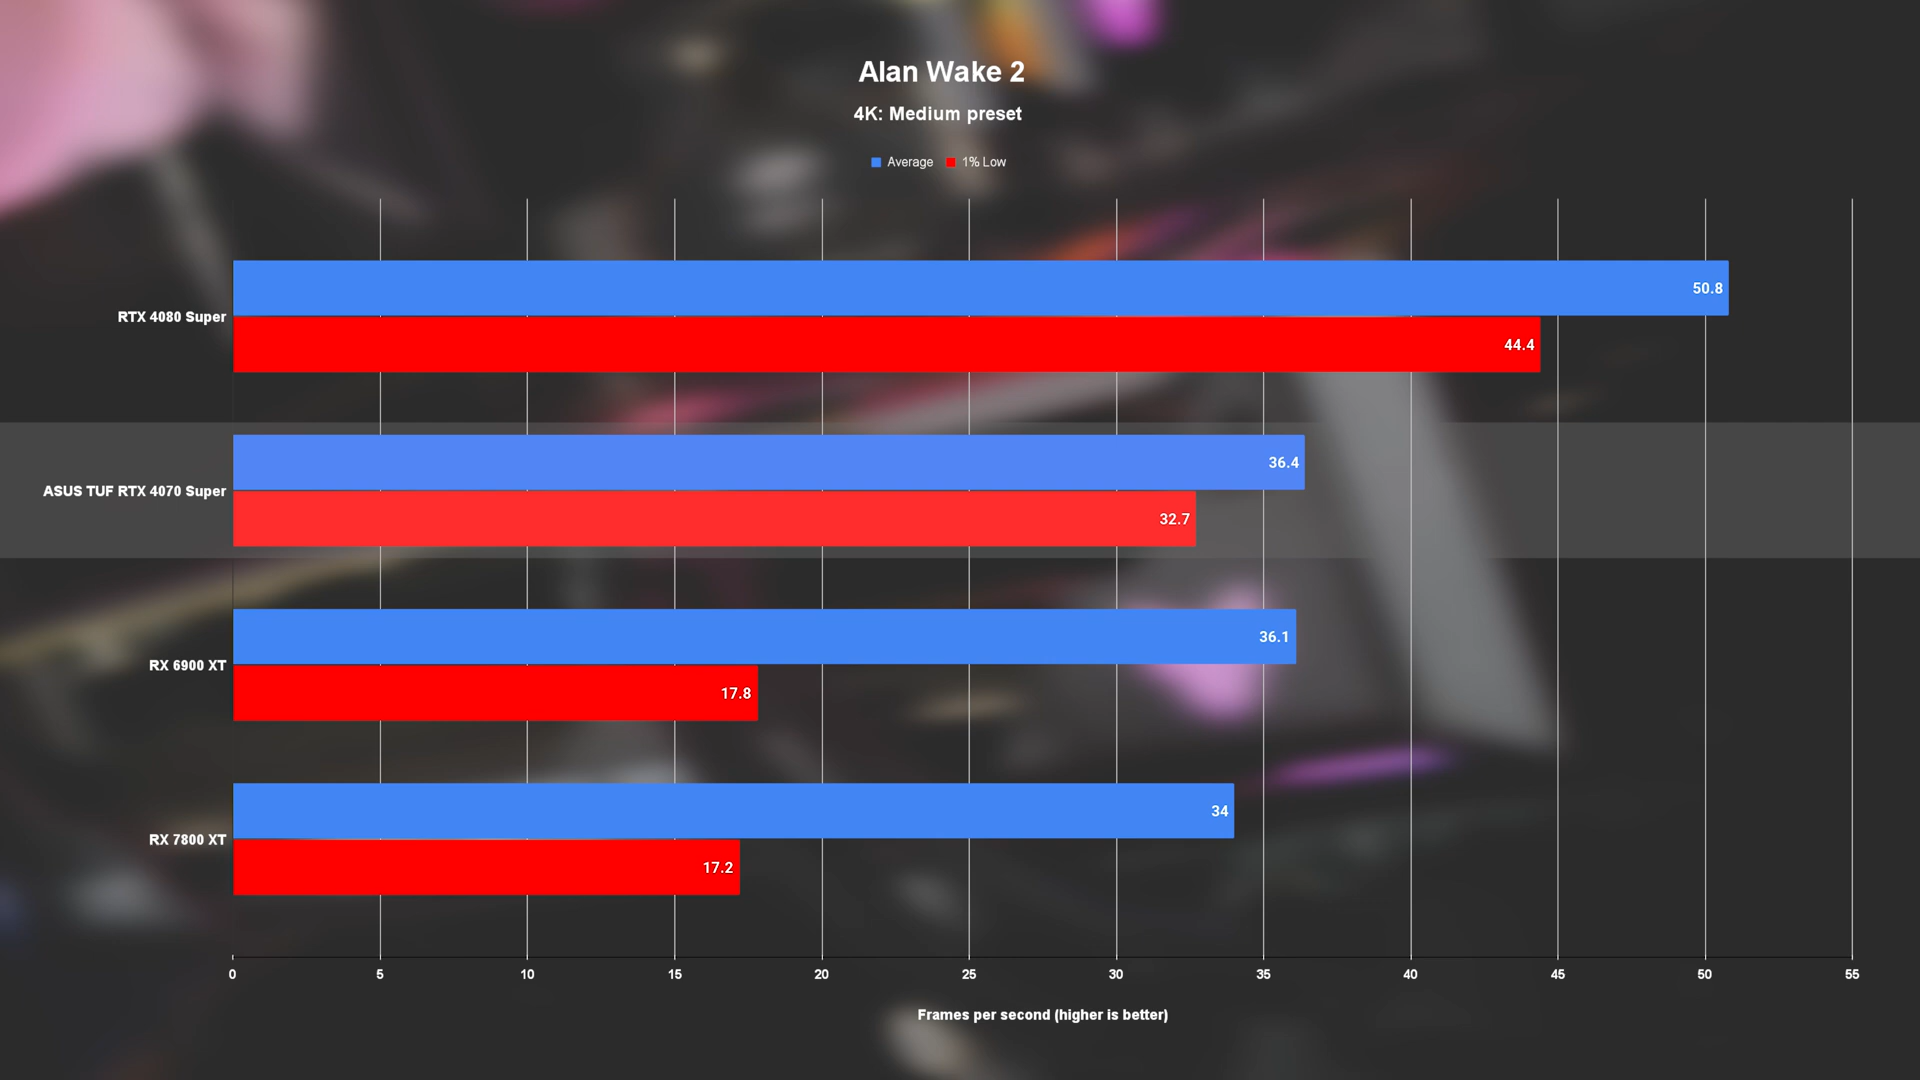 Alan Wake 2
4K: Medium preset
Average 1% Low
RTX 4080 Super
50.8
44.4
ASUS TUF RTX 4070 Super
36.4
32.7
RX 6900 XT
36.1
17.8
RX 7800 XT
34
17.2
0 5 10 15 20 25 30 35 40 45 50 55
Frames per second (higher is better)